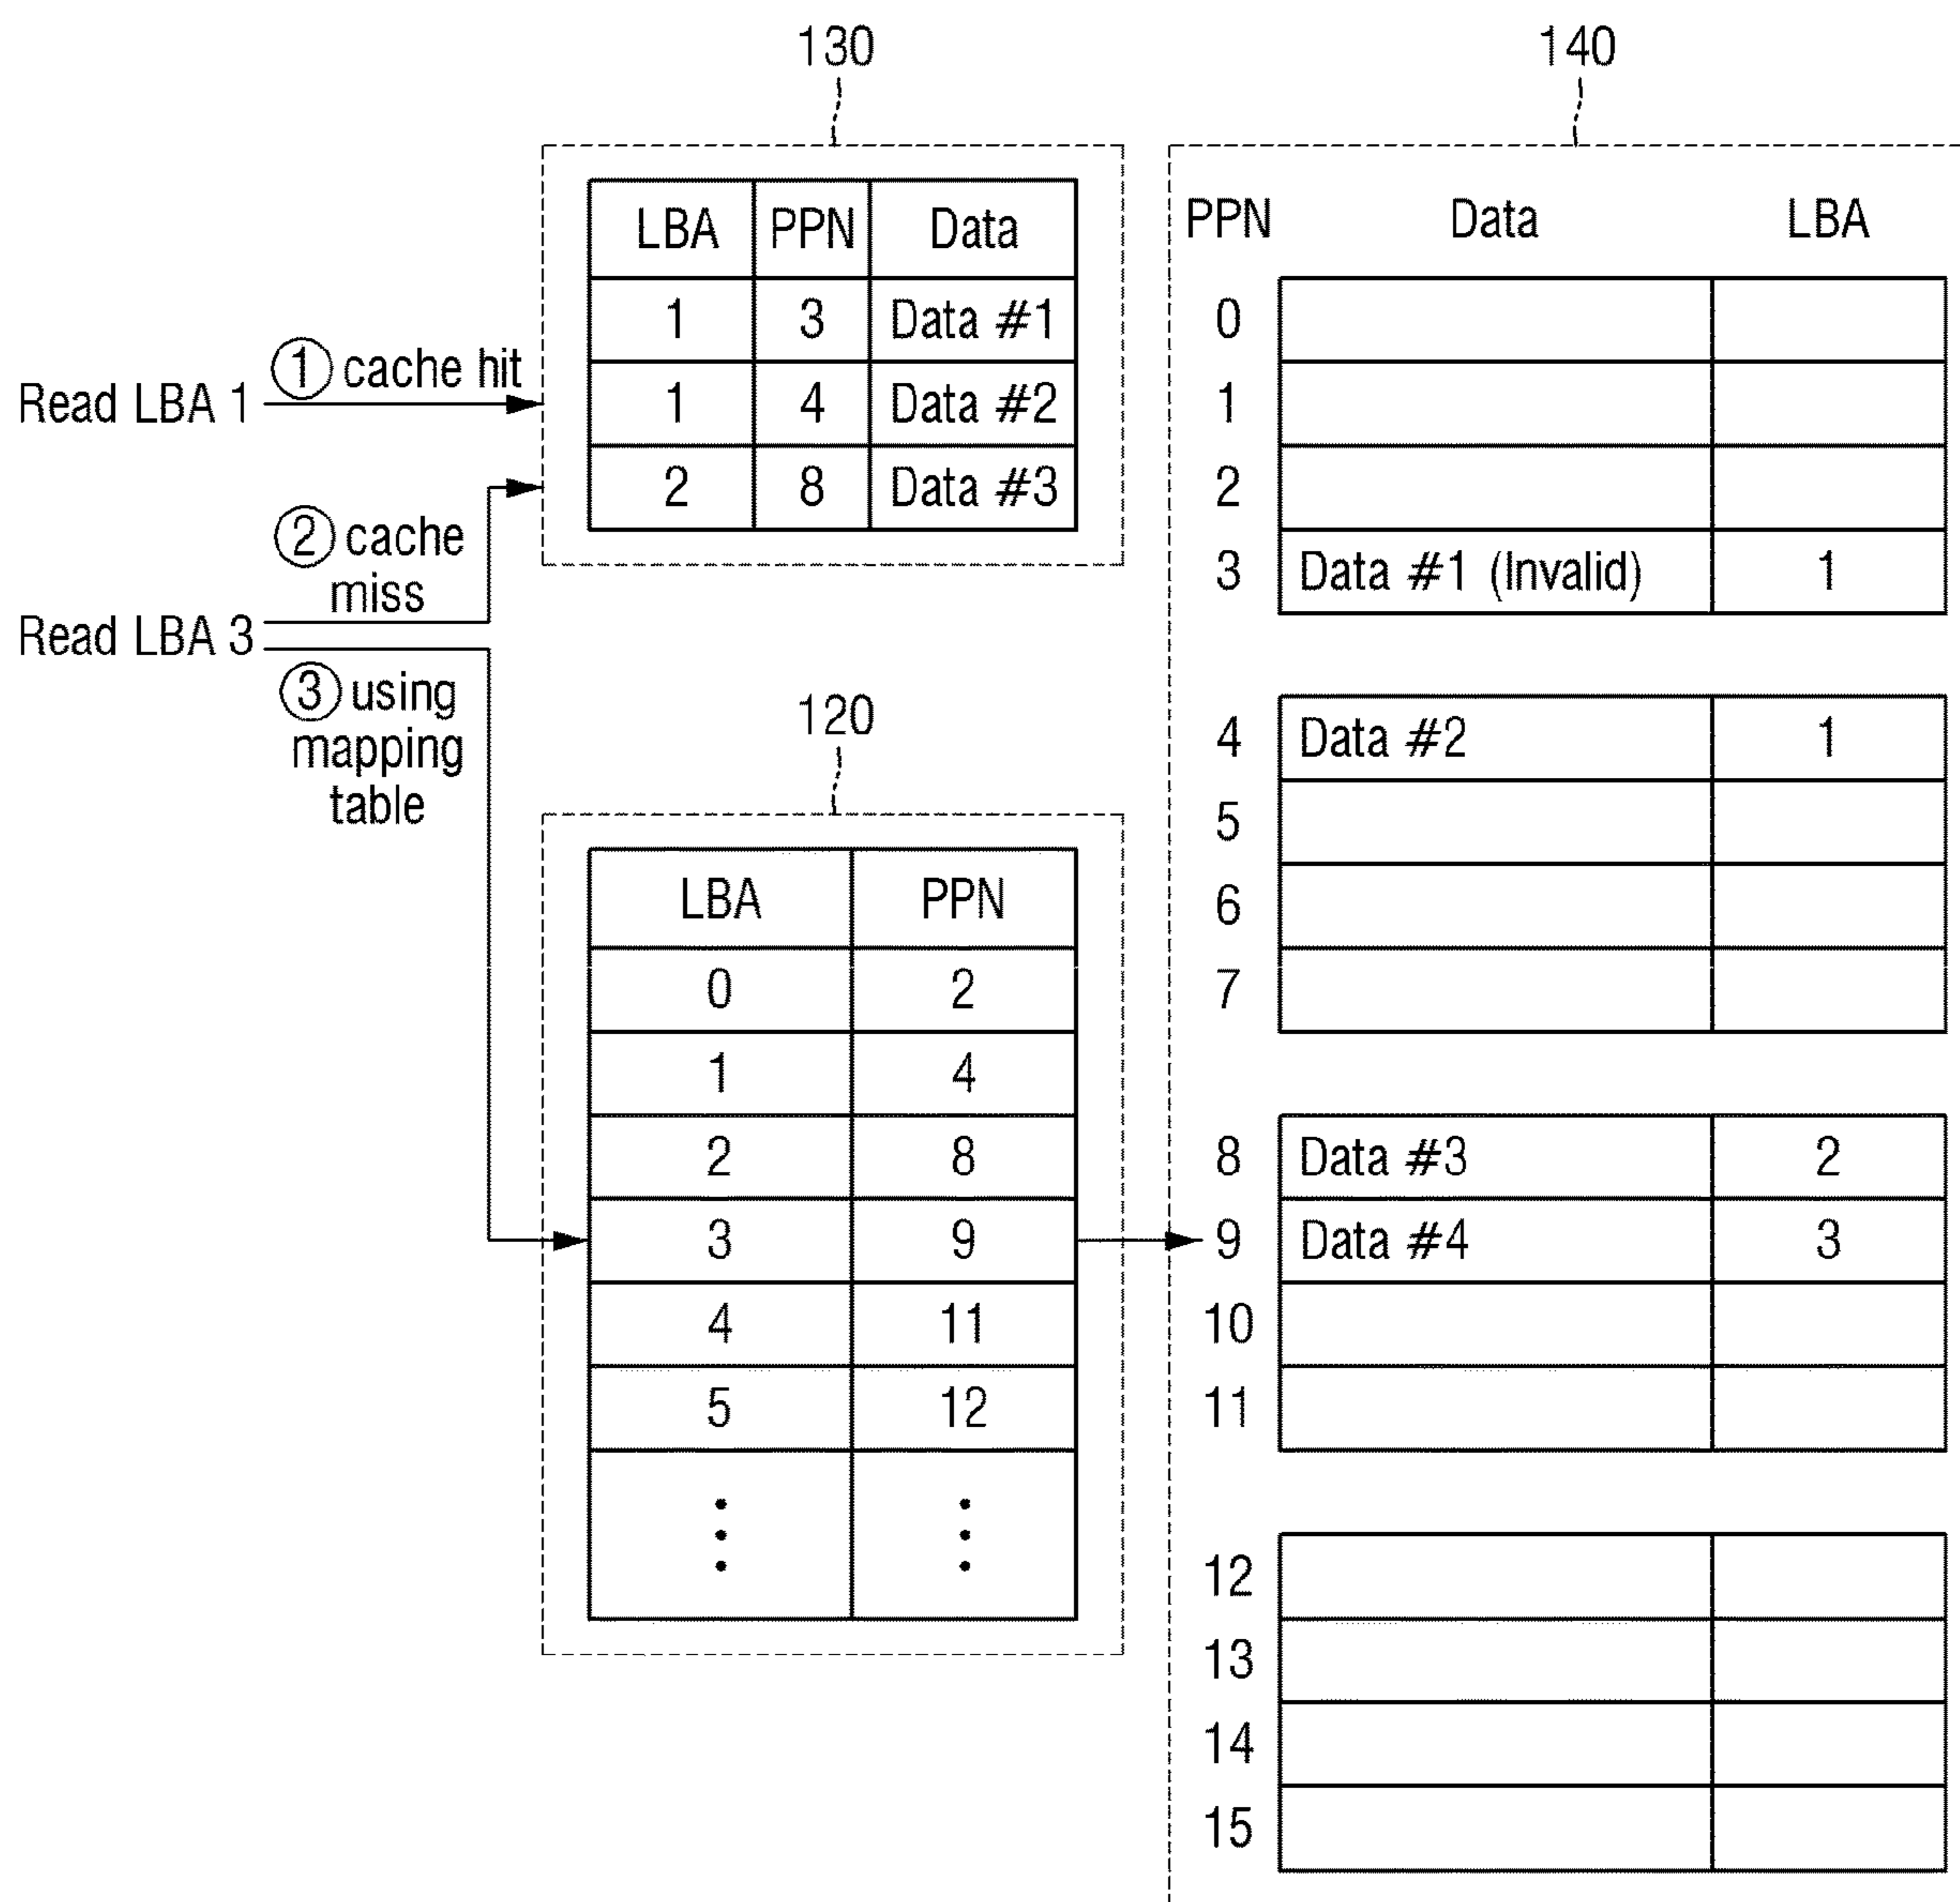 130
140
LBA PPN Data
1 3 Data #1
1 4 Data #2
2 8 Data #3
Read LBA 1
① cache hit
② cache
miss
Read LBA 3
③ using
mapping
table
120
LBA PPN
0 2
1 4
2 8
3 9
4 11
5 12
⋮ ⋮
PPN Data LBA
0
1
2
3 Data #1 (Invalid) 1
4 Data #2 1
5
6
7
8 Data #3 2
9 Data #4 3
10
11
12
13
14
15